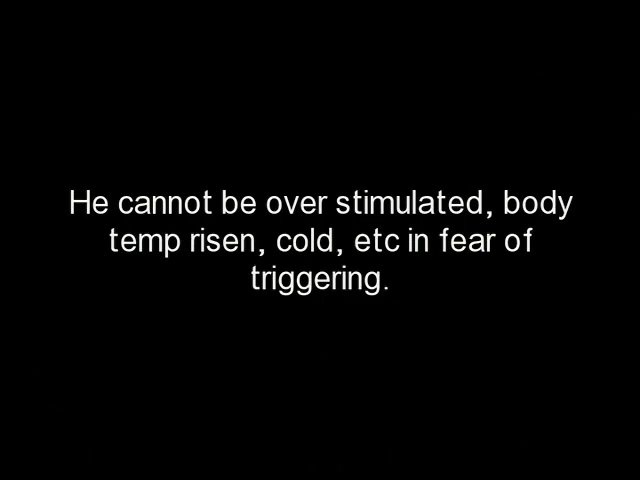 He cannot be over stimulated, body
temp risen, cold, etc in fear of
triggering.